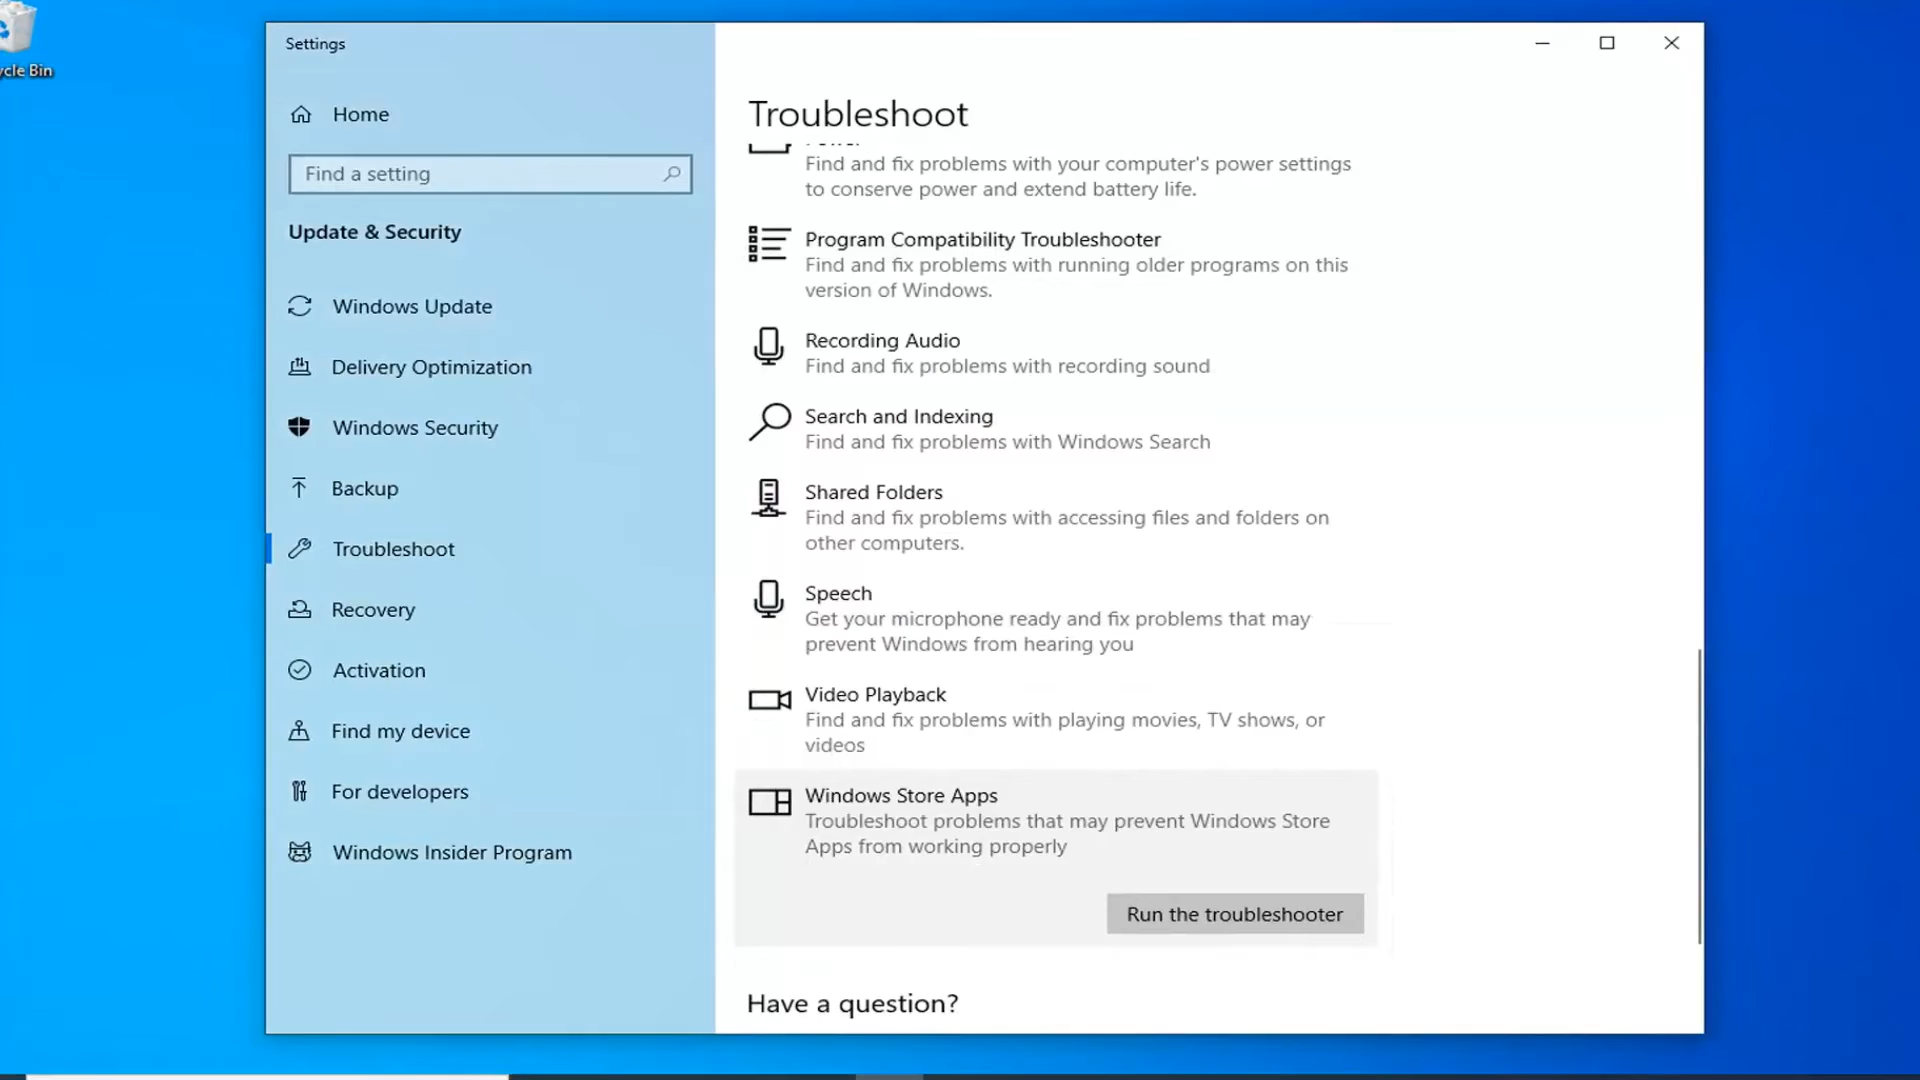 Settings
cle Bin
Home
Find a setting
Update & Security
Windows Update
Delivery Optimization
Windows Security
Backup
Troubleshoot
Recovery
Activation
Find my device
For developers
Windows Insider Program
Troubleshoot
Find and fix problems with your computer's power settings
to conserve power and extend battery life.
Program Compatibility Troubleshooter
Find and fix problems with running older programs on this
version of Windows.
Recording Audio
Find and fix problems with recording sound
Search and Indexing
Find and fix problems with Windows Search
Shared Folders
Find and fix problems with accessing files and folders on
other computers.
Speech
Get your microphone ready and fix problems that may
prevent Windows from hearing you
Video Playback
Find and fix problems with playing movies, TV shows, or
videos
Windows Store Apps
Troubleshoot problems that may prevent Windows Store
Apps from working properly
Run the troubleshooter
Have a question?